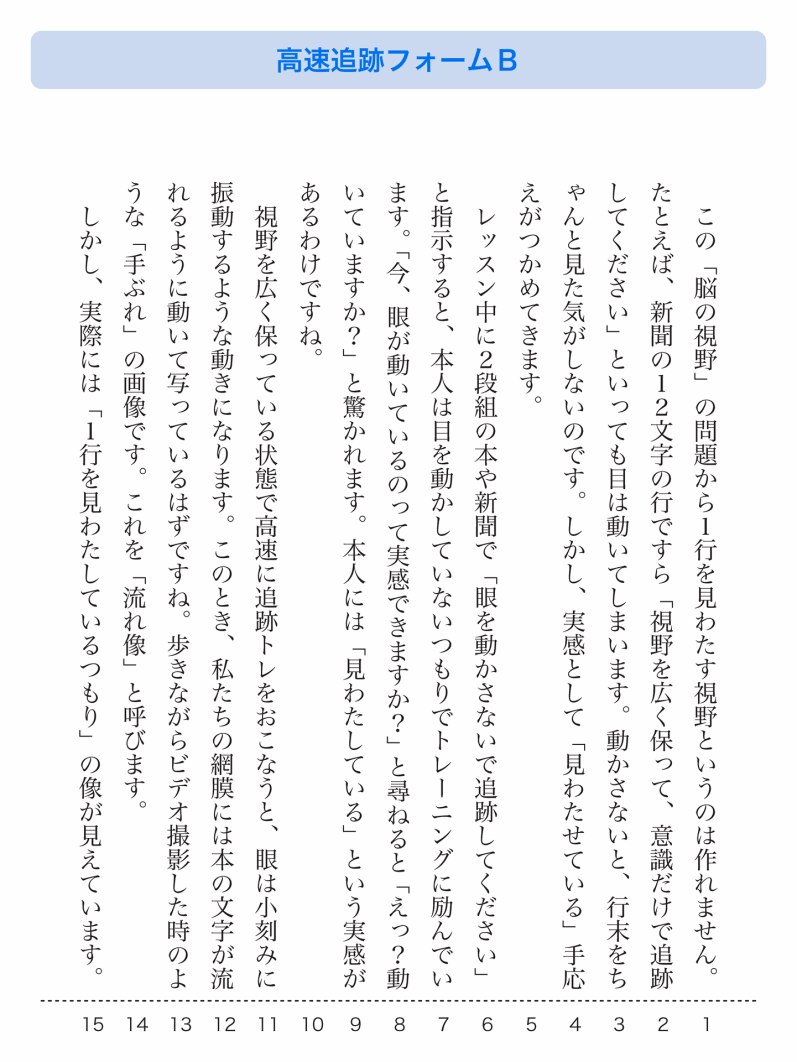 高速追跡フォームB
この「脳の視野」の問題から1行を見わたす視野というのは作れません。
たとえば、新聞の12文字の行ですら「視野を広く保って、意識だけで追跡
してください」といっても目は動いてしまいます。動かさないと、行末をち
ゃんと見た気がしないのです。しかし、実感として「見わたせている」手応
えがつかめてきます。
レッスン中に2段組の本や新聞で「眼を動かさないで追跡してください」
と指示すると、本人は目を動かしていないつもりでトレーニングに励んでい
ます。「今、眼が動いているのって実感できますか?」と尋ねると「えっ?動
いていますか?」と驚かれます。本人には「見わたしている」という実感が
あるわけですね。
視野を広く保っている状態で高速に追跡トレをおこなうと、眼は小刻みに
振動するような動きになります。このとき、私たちの網膜には本の文字が流
れるように動いて写っているはずですね。歩きながらビデオ撮影した時のよ
うな「手ぶれ」の画像です。これを「流れ像」と呼びます。
しかし、実際には「1行を見わたしているつもり」の像が見えています。
15 14 13 12 11 10 9 8 7 6 5 4 3 2 1